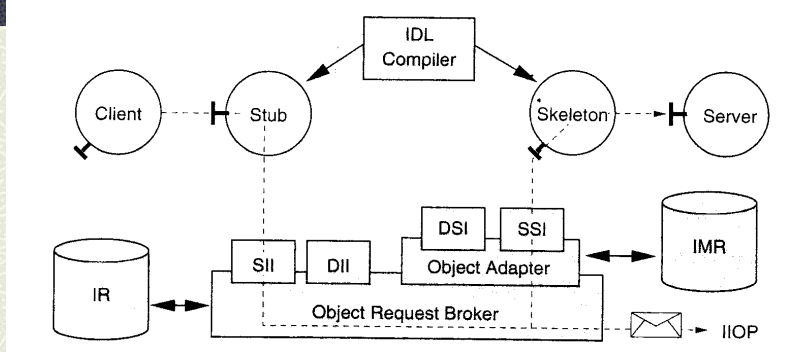 IDL
Compiler
Client
Stub
Skeleton
Server
DSI
SSI
IMR
SII
DII
Object Adapter
IR
Object Request Broker
IIOP